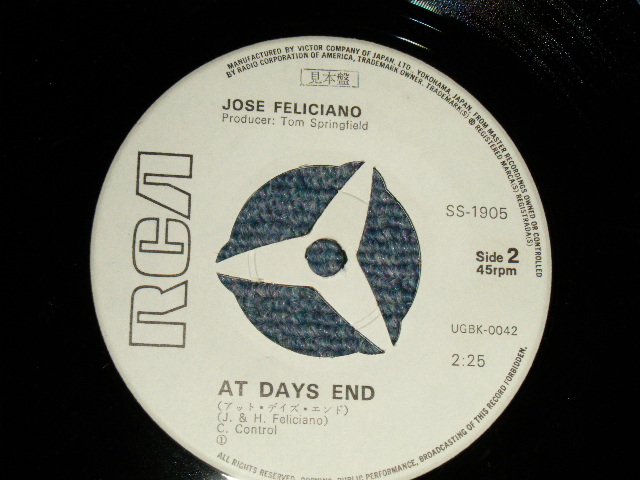 MANUFACTURED BY VICTOR COMPANY OF JAPAN, LTD., YOKOHAMA, JAPAN, FROM MASTER RECORDINGS OWNED OR CONTROLLED
BY RADIO CORPORATION OF AMERICA, TRADEMARK OWNER. TRADEMARK(S) ® REGISTERED MARCA(S) REGISTRADA(S)
見本盤
JOSE FELICIANO
Producer: Tom Springfield
RCA
SS-1905
Side 2
45rpm
UGBK-0042
2:25
AT DAYS END
(アット・デイズ・エンド)
(J. & H. Feliciano)
C. Control
①
ALL RIGHTS RESERVED. PUBLIC PERFORMANCE, BROADCASTING OF THIS RECORD FORBIDDEN.